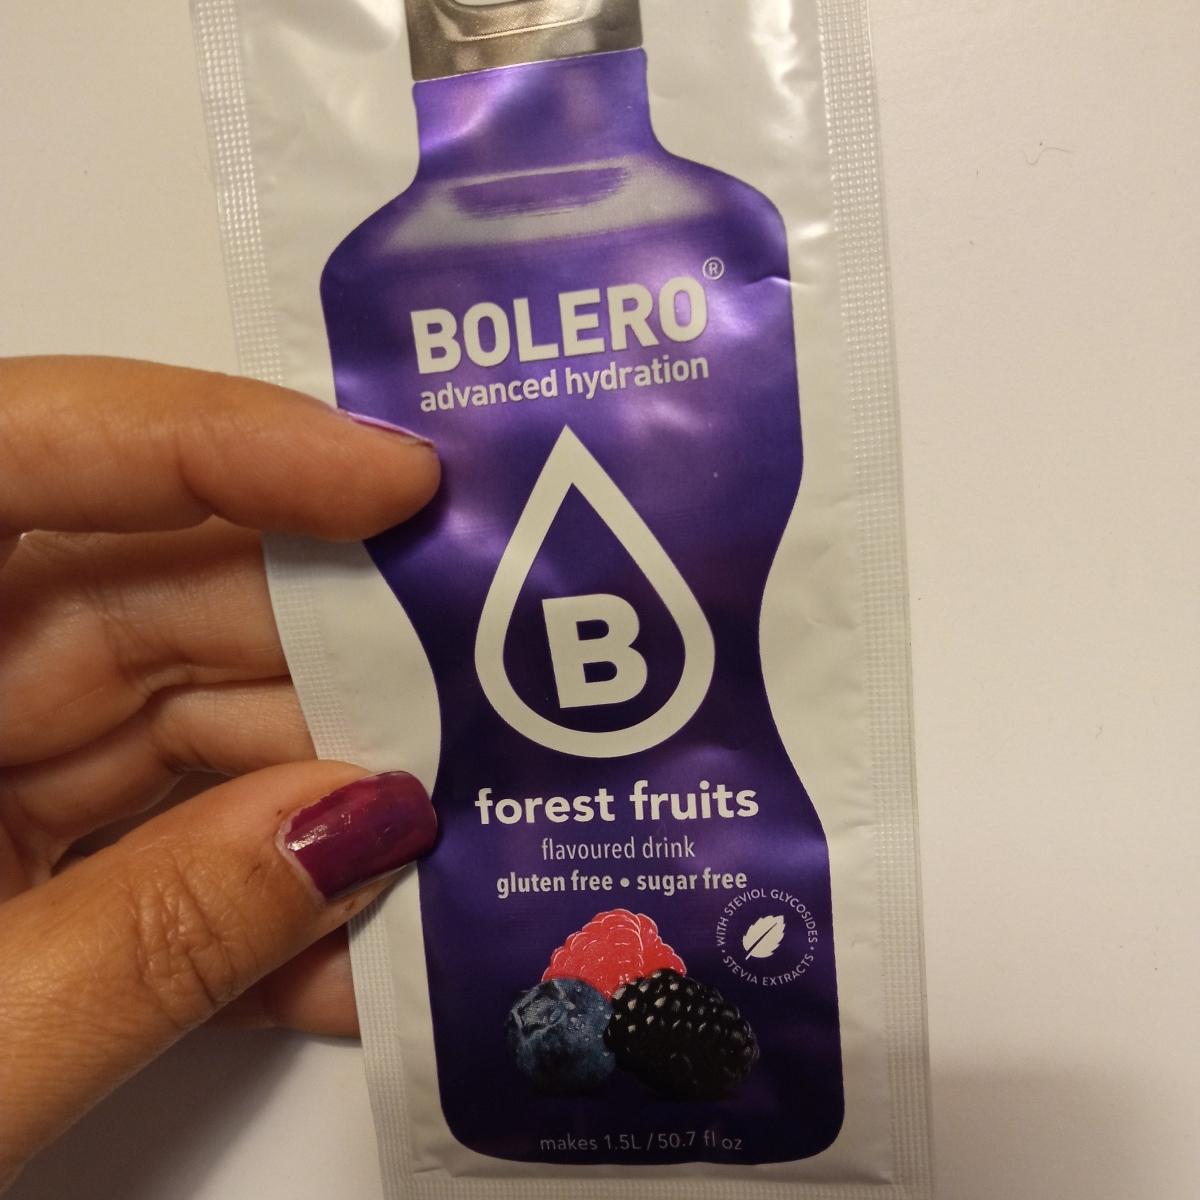 BOLERO®
advanced hydration
B
forest fruits
flavoured drink
gluten free • sugar free
• WITH STEVIOL GLYCOSIDES •
STEVIA EXTRACTS
makes 1.5L / 50.7 fl oz